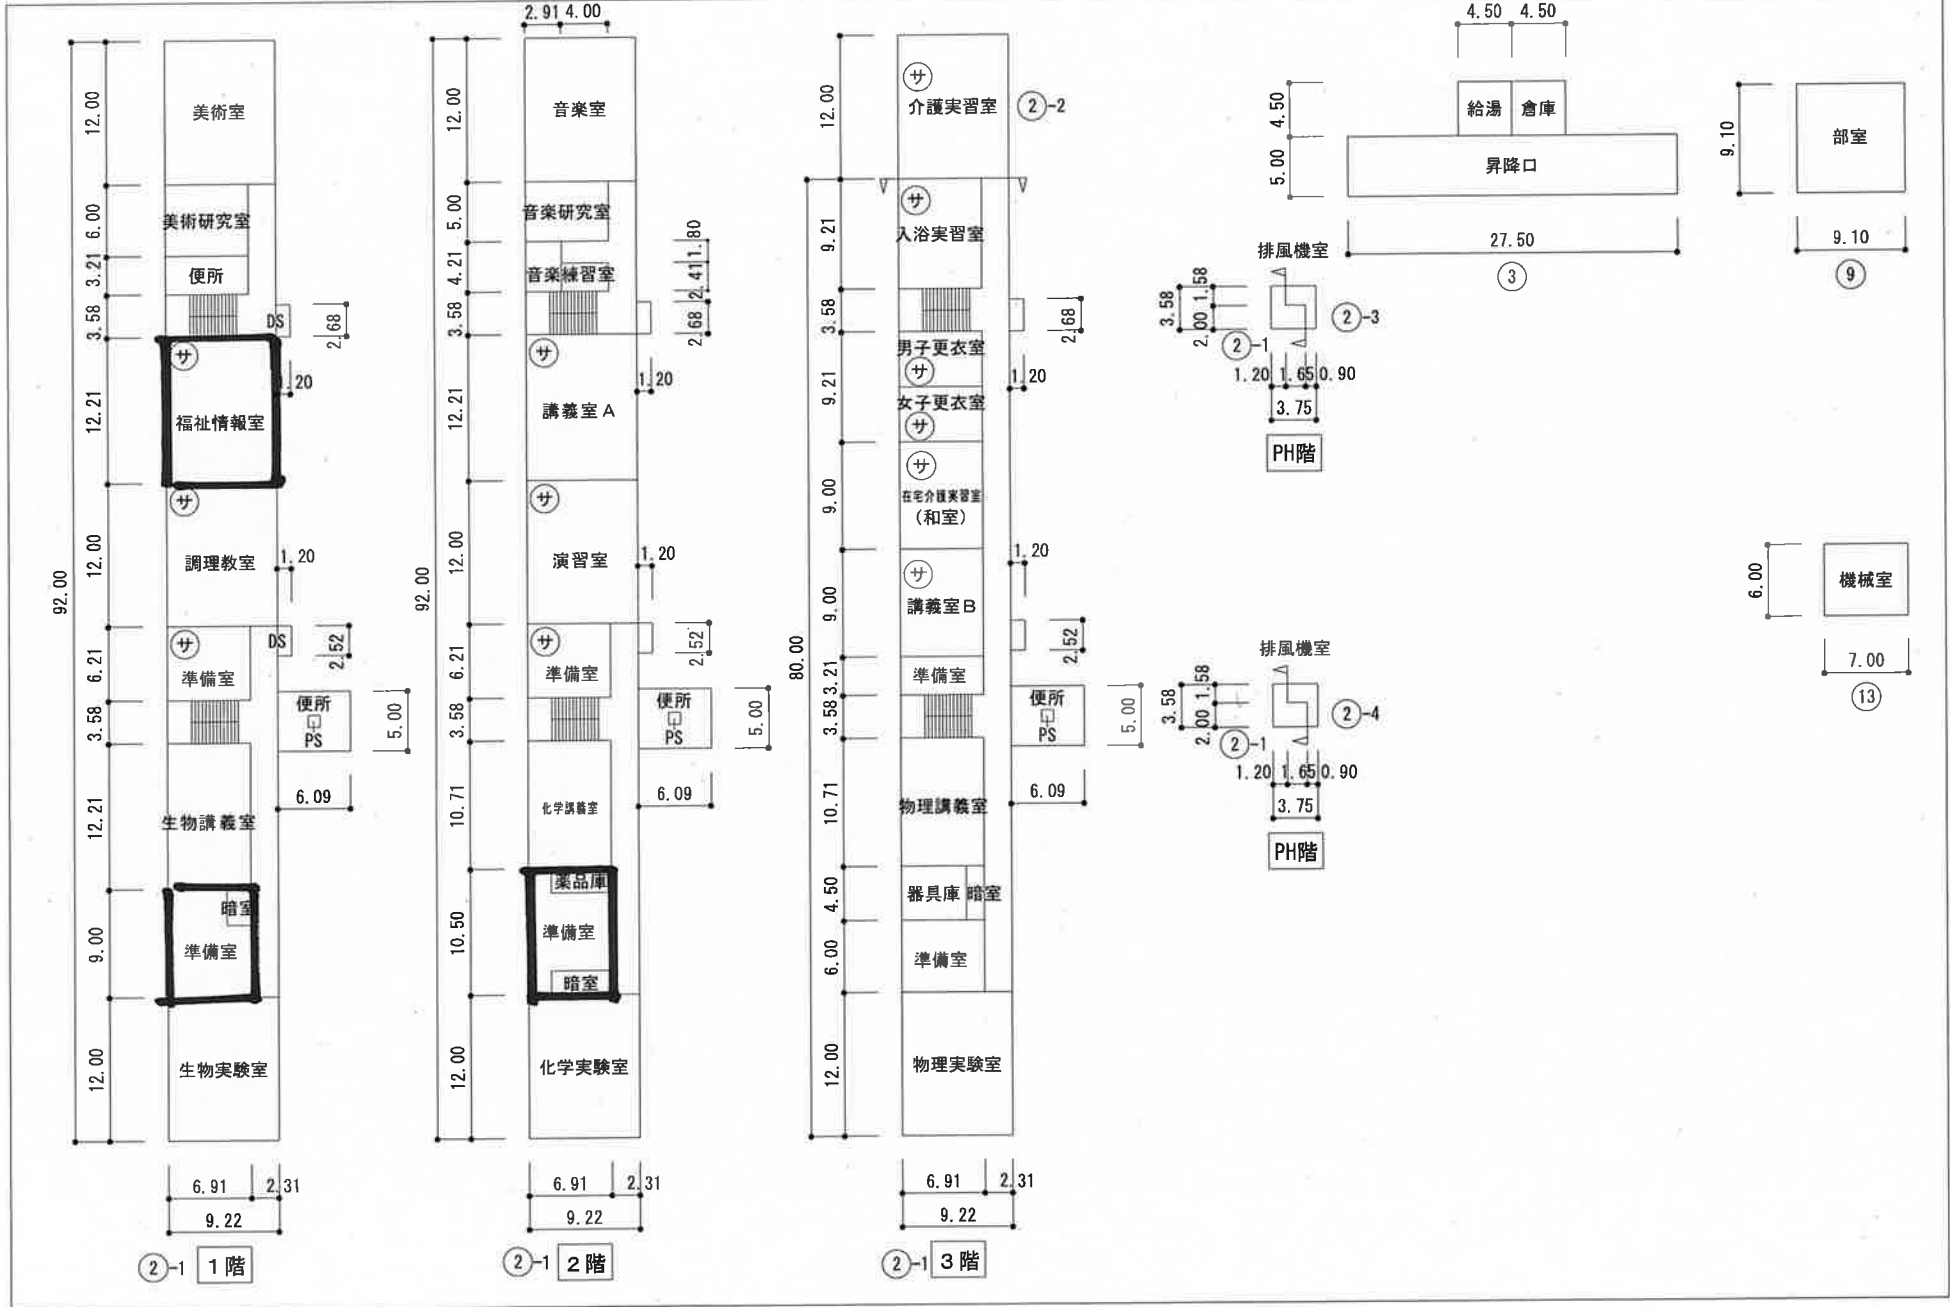 92.00
12.00
6.00
3.21
3.58
12.21
12.00
6.21
3.58
12.21
9.00
12.00
美術室
美術研究室
便所
DS
2.68
サ
1.20
福祉情報室
サ
調理教室
1.20
サ
DS
2.52
準備室
便所
PS
5.00
6.09
生物講義室
暗室
準備室
生物実験室
6.91
2.31
9.22
②-1 1階
2.91 4.00
92.00
12.00
5.00
4.21
3.58
12.21
12.00
6.21
3.58
10.71
10.50
12.00
音楽室
音楽研究室
1.80
2.41
音楽練習室
2.68
サ
1.20
講義室A
サ
演習室
1.20
サ
2.52
準備室
便所
PS
5.00
6.09
化学講義室
薬品庫
準備室
暗室
化学実験室
6.91
2.31
9.22
②-1 2階
80.00
12.00
9.21
3.58
9.21
9.00
9.00
3.21
3.58
10.71
4.50
6.00
12.00
サ
介護実習室
②-2
サ
入浴実習室
2.68
男子更衣室
サ
1.20
女子更衣室
サ
サ
在宅介護実習室
(和室)
1.20
サ
講義室B
2.52
準備室
便所
PS
5.00
6.09
物理講義室
器具庫
暗室
準備室
物理実験室
6.91
2.31
9.22
②-1 3階
4.50 4.50
4.50
5.00
給湯
倉庫
昇降口
27.50
③
9.10
部室
9.10
⑨
排風機室
3.58
1.58
2.00
②-3
②-1
1.20 1.65 0.90
3.75
PH階
6.00
機械室
7.00
⑬
排風機室
3.58
1.58
2.00
②-4
②-1
1.20 1.65 0.90
3.75
PH階